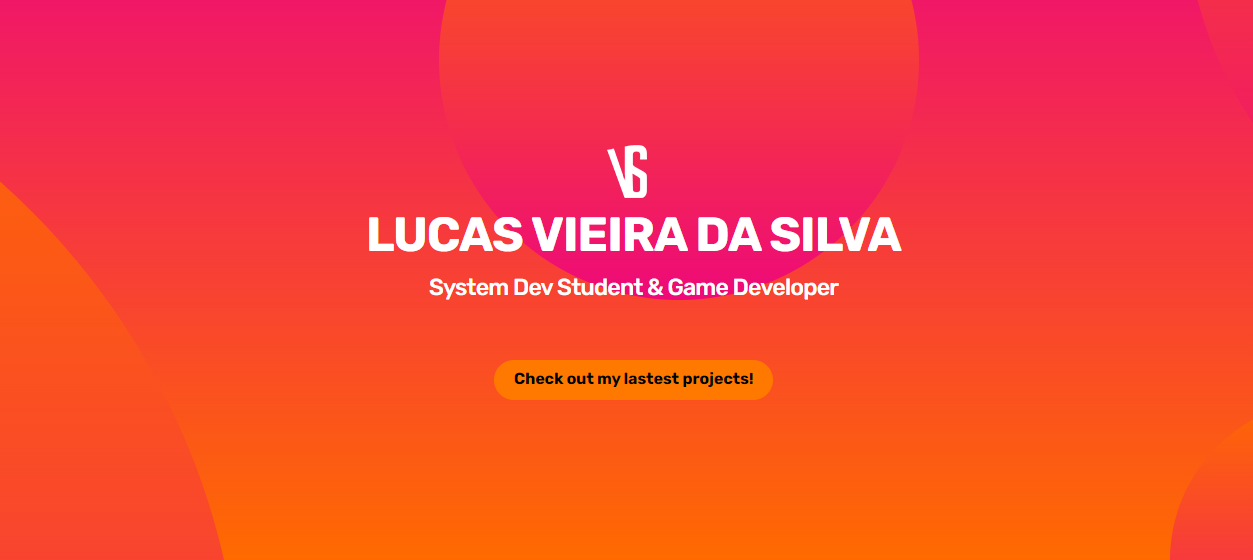 VS
LUCAS VIEIRA DA SILVA
System Dev Student & Game Developer
Check out my lastest projects!